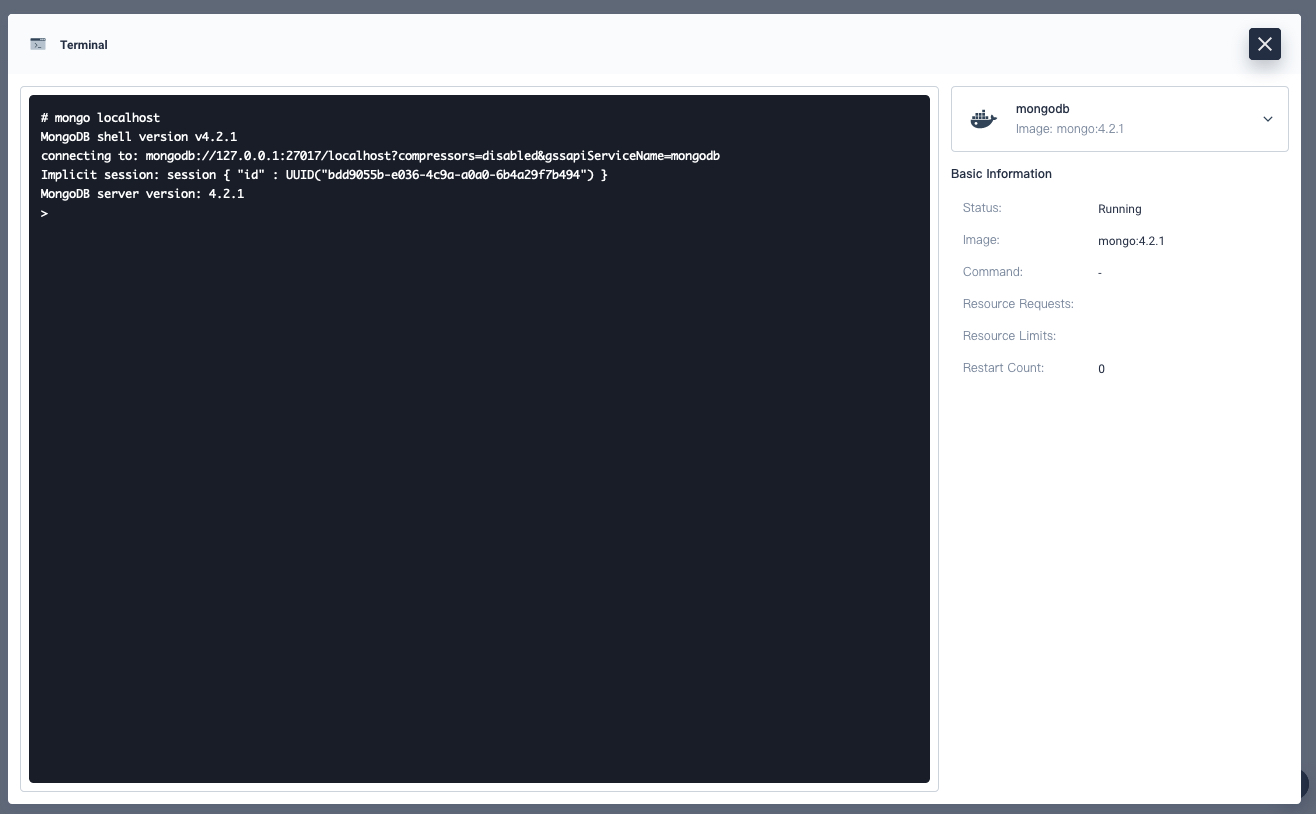 Terminal
# mongo localhost
MongoDB shell version v4.2.1
connecting to: mongodb://127.0.0.1:27017/localhost?compressors=disabled&gssapiServiceName=mongodb
Implicit session: session { "id" : UUID("bdd9055b-e036-4c9a-a0a0-6b4a29f7b494") }
MongoDB server version: 4.2.1
>
mongodb
Image: mongo:4.2.1
Basic Information
Status: Running
Image: mongo:4.2.1
Command: -
Resource Requests:
Resource Limits:
Restart Count: 0